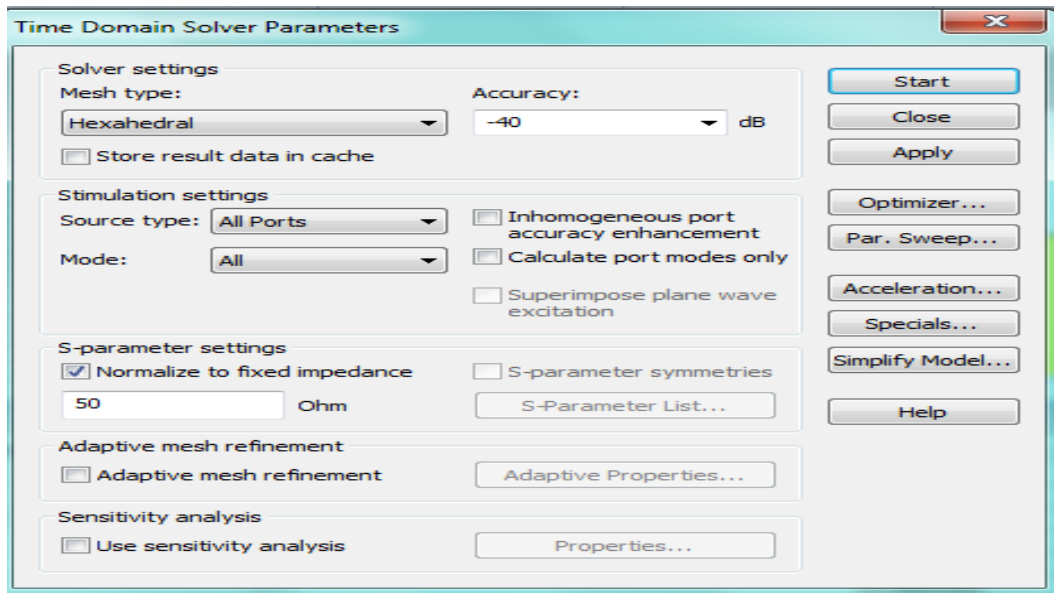 Time Domain Solver Parameters
Solver settings
Mesh type:
Accuracy:
Hexahedral
-40
dB
Store result data in cache
Stimulation settings
Source type:
All Ports
Inhomogeneous port
accuracy enhancement
Mode:
All
Calculate port modes only
Superimpose plane wave
excitation
S-parameter settings
Normalize to fixed impedance
S-parameter symmetries
50
Ohm
S-Parameter List...
Adaptive mesh refinement
Adaptive mesh refinement
Adaptive Properties...
Sensitivity analysis
Use sensitivity analysis
Properties...
Start
Close
Apply
Optimizer...
Par. Sweep...
Acceleration...
Specials...
Simplify Model...
Help